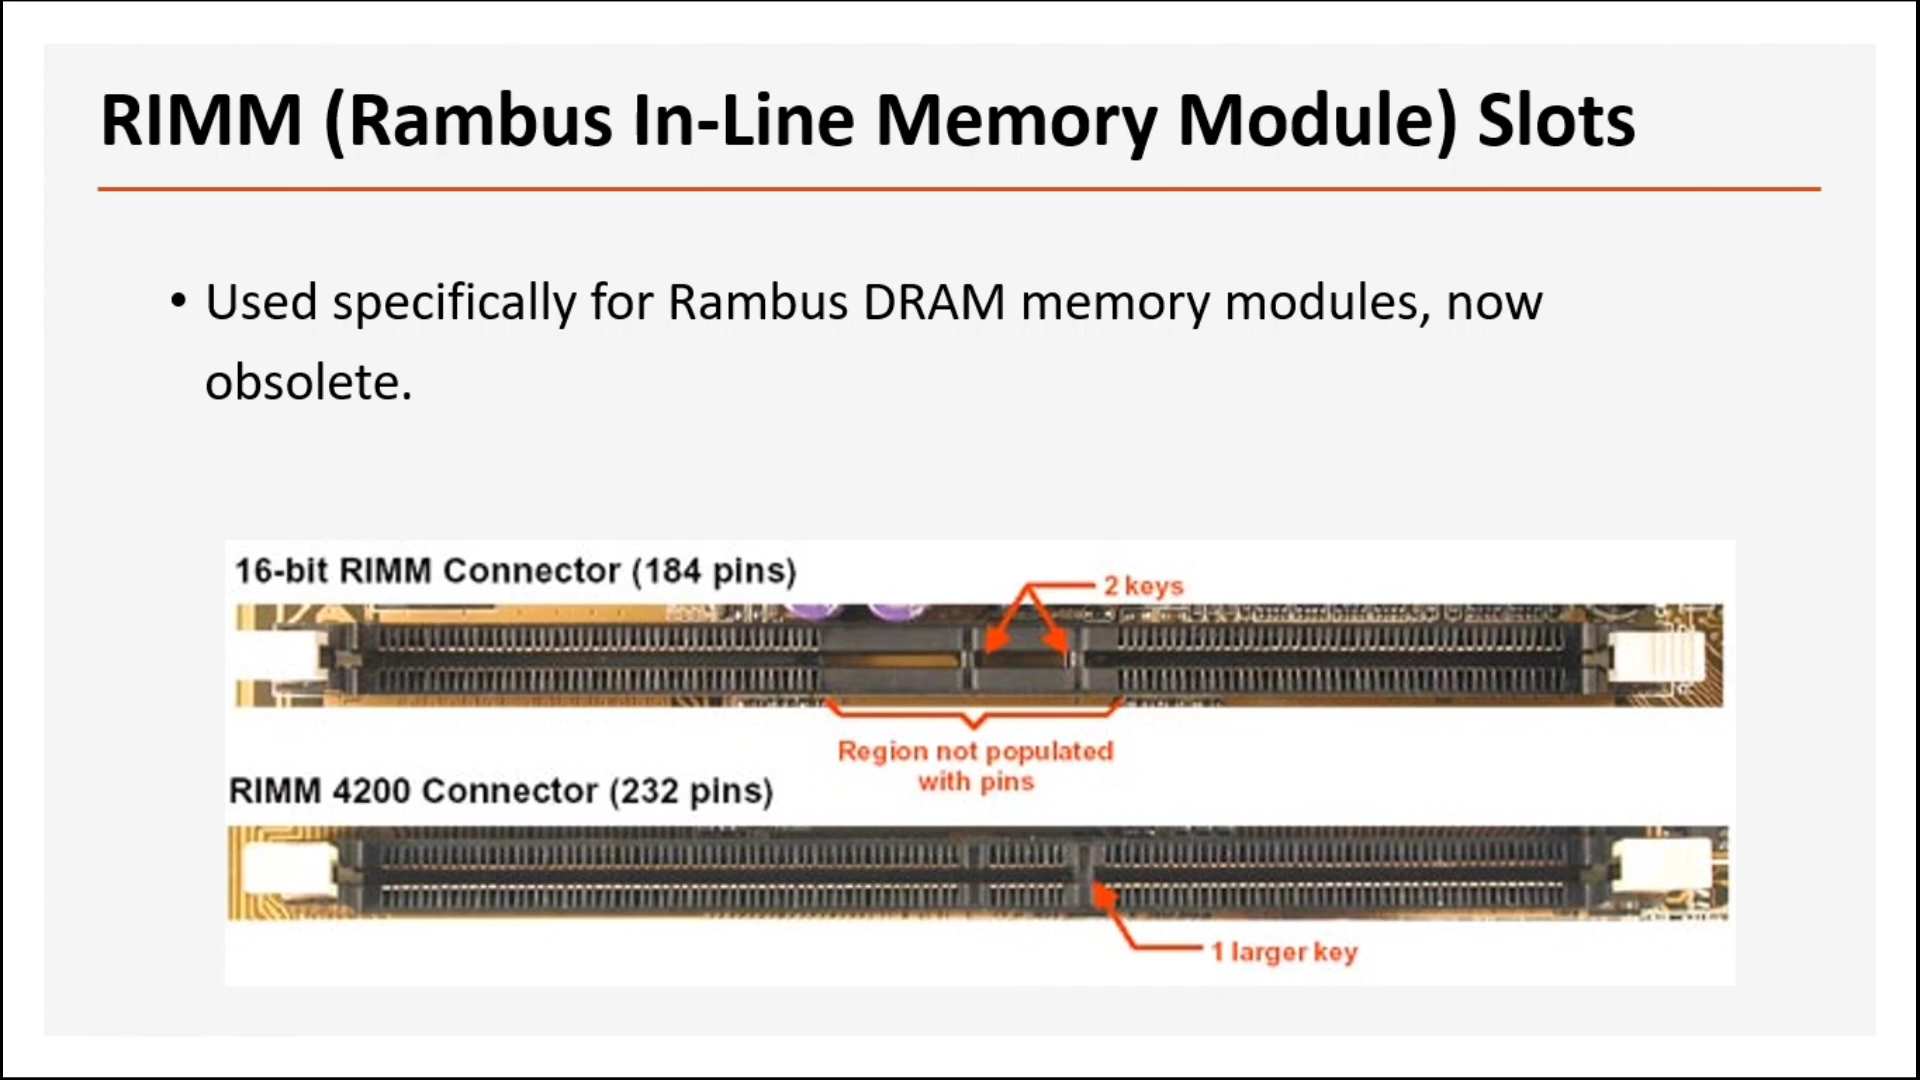 RIMM (Rambus In-Line Memory Module) Slots
• Used specifically for Rambus DRAM memory modules, now
obsolete.
16-bit RIMM Connector (184 pins)
2 keys
Region not populated
with pins
RIMM 4200 Connector (232 pins)
1 larger key